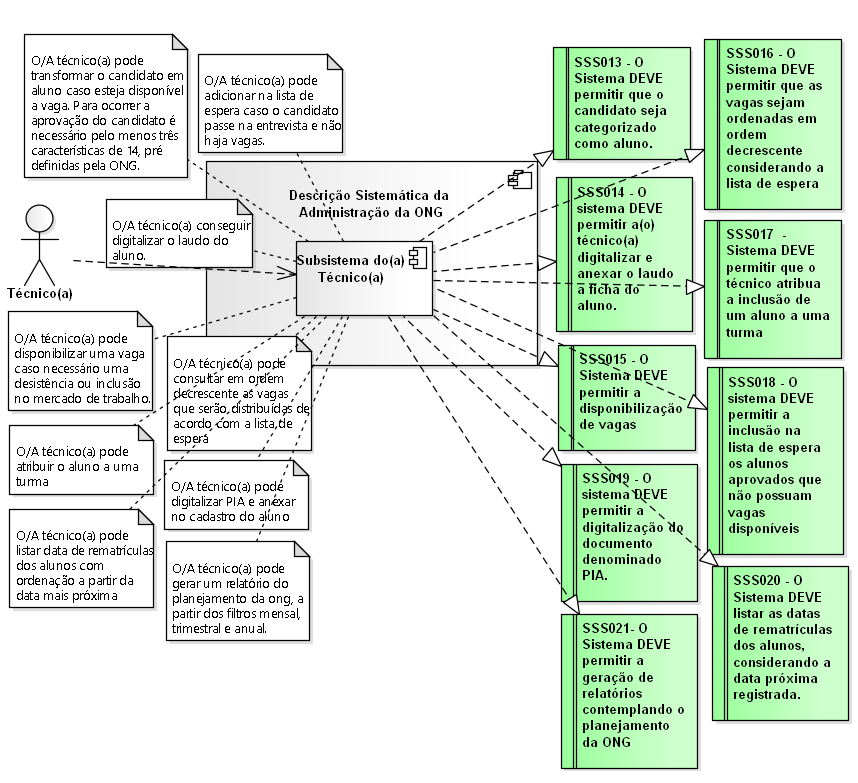 O/A técnico(a) pode
transformar o candidato em
aluno caso esteja disponível
a vaga. Para ocorrer a
aprovação do candidato é
necessário pelo menos três
características de 14, pré
definidas pela ONG.
O/A técnico(a) pode
adicionar na lista de
espera caso o candidato
passe na entrevista e não
haja vagas.
SSS013 - O
Sistema DEVE
permitir que o
candidato seja
categorizado
como aluno.
SSS016 - O
Sistema DEVE
permitir que as
vagas sejam
ordenadas em
ordem
decrescente
considerando a
lista de espera
Descrição Sistemática da
Administração da ONG
O/A técnico(a) conseguir
digitalizar o laudo do
aluno.
Subsistema do(a)
Técnico(a)
Técnico(a)
SSS014 - O
sistema DEVE
permitir a(o)
técnico(a)
digitalizar e
anexar o laudo
a ficha do
aluno.
SSS017 -
Sistema DEVE
permitir que o
técnico atribua
a inclusão de
um aluno a uma
turma
O/A técnico(a) pode
disponibilizar uma vaga
caso necessário uma
desistência ou inclusão
no mercado de trabalho.
O/A técnico(a) pode
consultar em ordem
decrescente as vagas
que serão distribuídas de
acordo com a lista de
espera
SSS015 - O
Sistema DEVE
permitir a
disponibilização
de vagas
SSS018 - O
sistema DEVE
permitir a
inclusão na
lista de espera
os alunos
aprovados que
não possuam
vagas
disponíveis
O/A técnico(a) pode
atribuir o aluno a uma
turma
O/A técnico(a) pode
digitalizar PIA e anexar
no cadastro do aluno
SSS019 - O
sistema DEVE
permitir a
digitalização do
documento
denominado
PIA.
O/A técnico(a) pode
listar data de rematrículas
dos alunos com
ordenação a partir da
data mais próxima
O/A técnico(a) pode
gerar um relatório do
planejamento da ong, a
partir dos filtros mensal,
trimestral e anual.
SSS020 - O
Sistema DEVE
listar as datas
de rematrículas
dos alunos,
considerando a
data próxima
registrada.
SSS021- O
Sistema DEVE
permitir a
geração de
relatórios
contemplando o
planejamento
da ONG